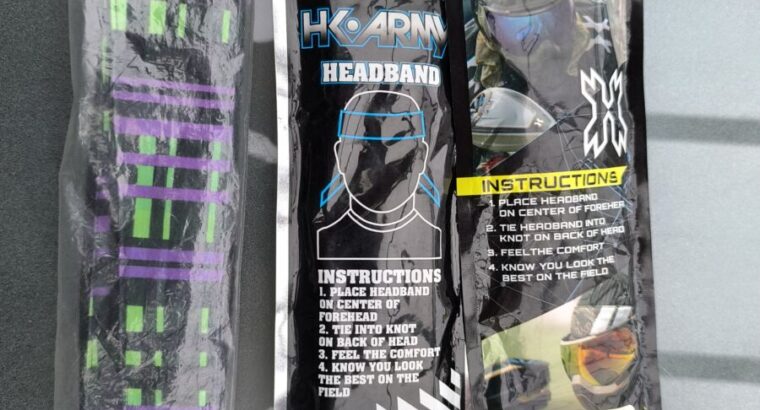 HK ARMY
HEADBAND
INSTRUCTIONS
1. PLACE HEADBAND
ON CENTER OF
FOREHEAD
2. TIE INTO KNOT
ON BACK OF HEAD
3. FEEL THE COMFORT
4. KNOW YOU LOOK
THE BEST ON THE
FIELD
INSTRUCTIONS
1. PLACE HEADBAND
ON CENTER OF FOREHEA
2. TIE HEADBAND INTO
KNOT ON BACK OF HEAD
3. FEEL THE COMFORT
4. KNOW YOU LOOK THE
BEST ON THE FIELD